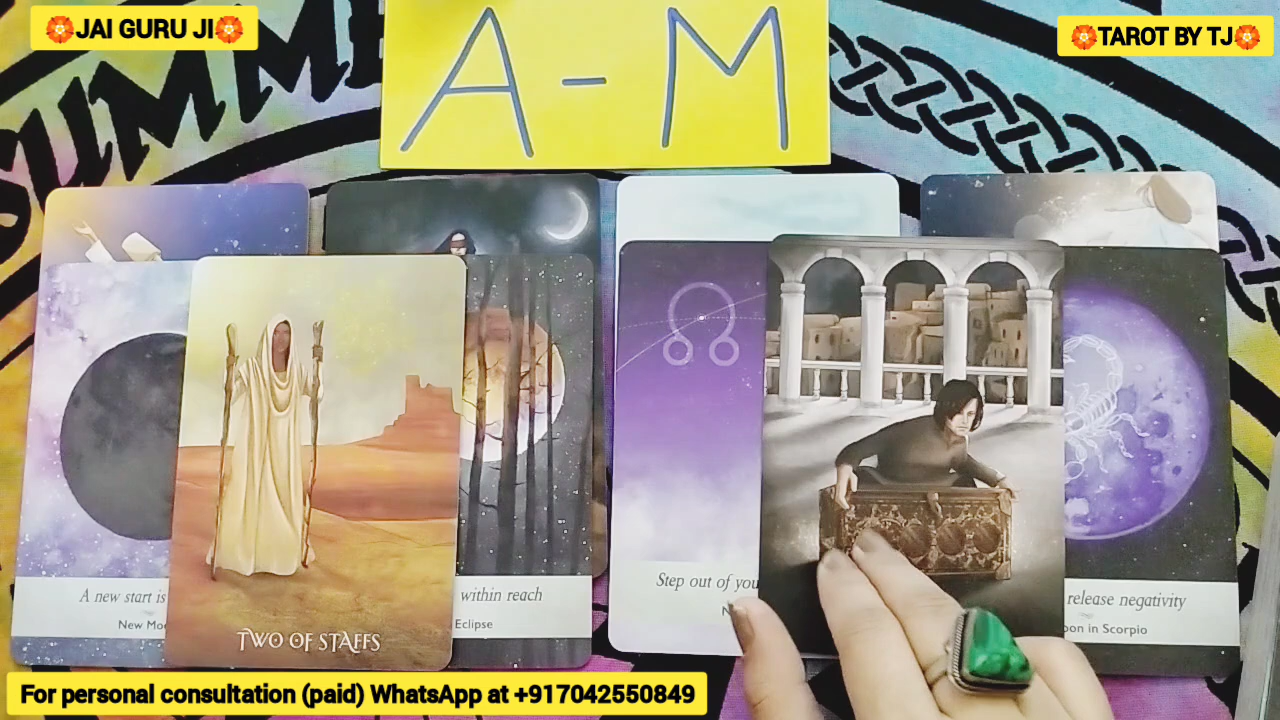 🏵️JAI GURU JI🏵️
🏵️TAROT BY TJ🏵️
A - M
SUMME
A new start is
New Moo
TWO OF STAFFS
within reach
Eclipse
Step out of you
N
release negativity
oon in Scorpio
For personal consultation (paid) WhatsApp at +917042550849